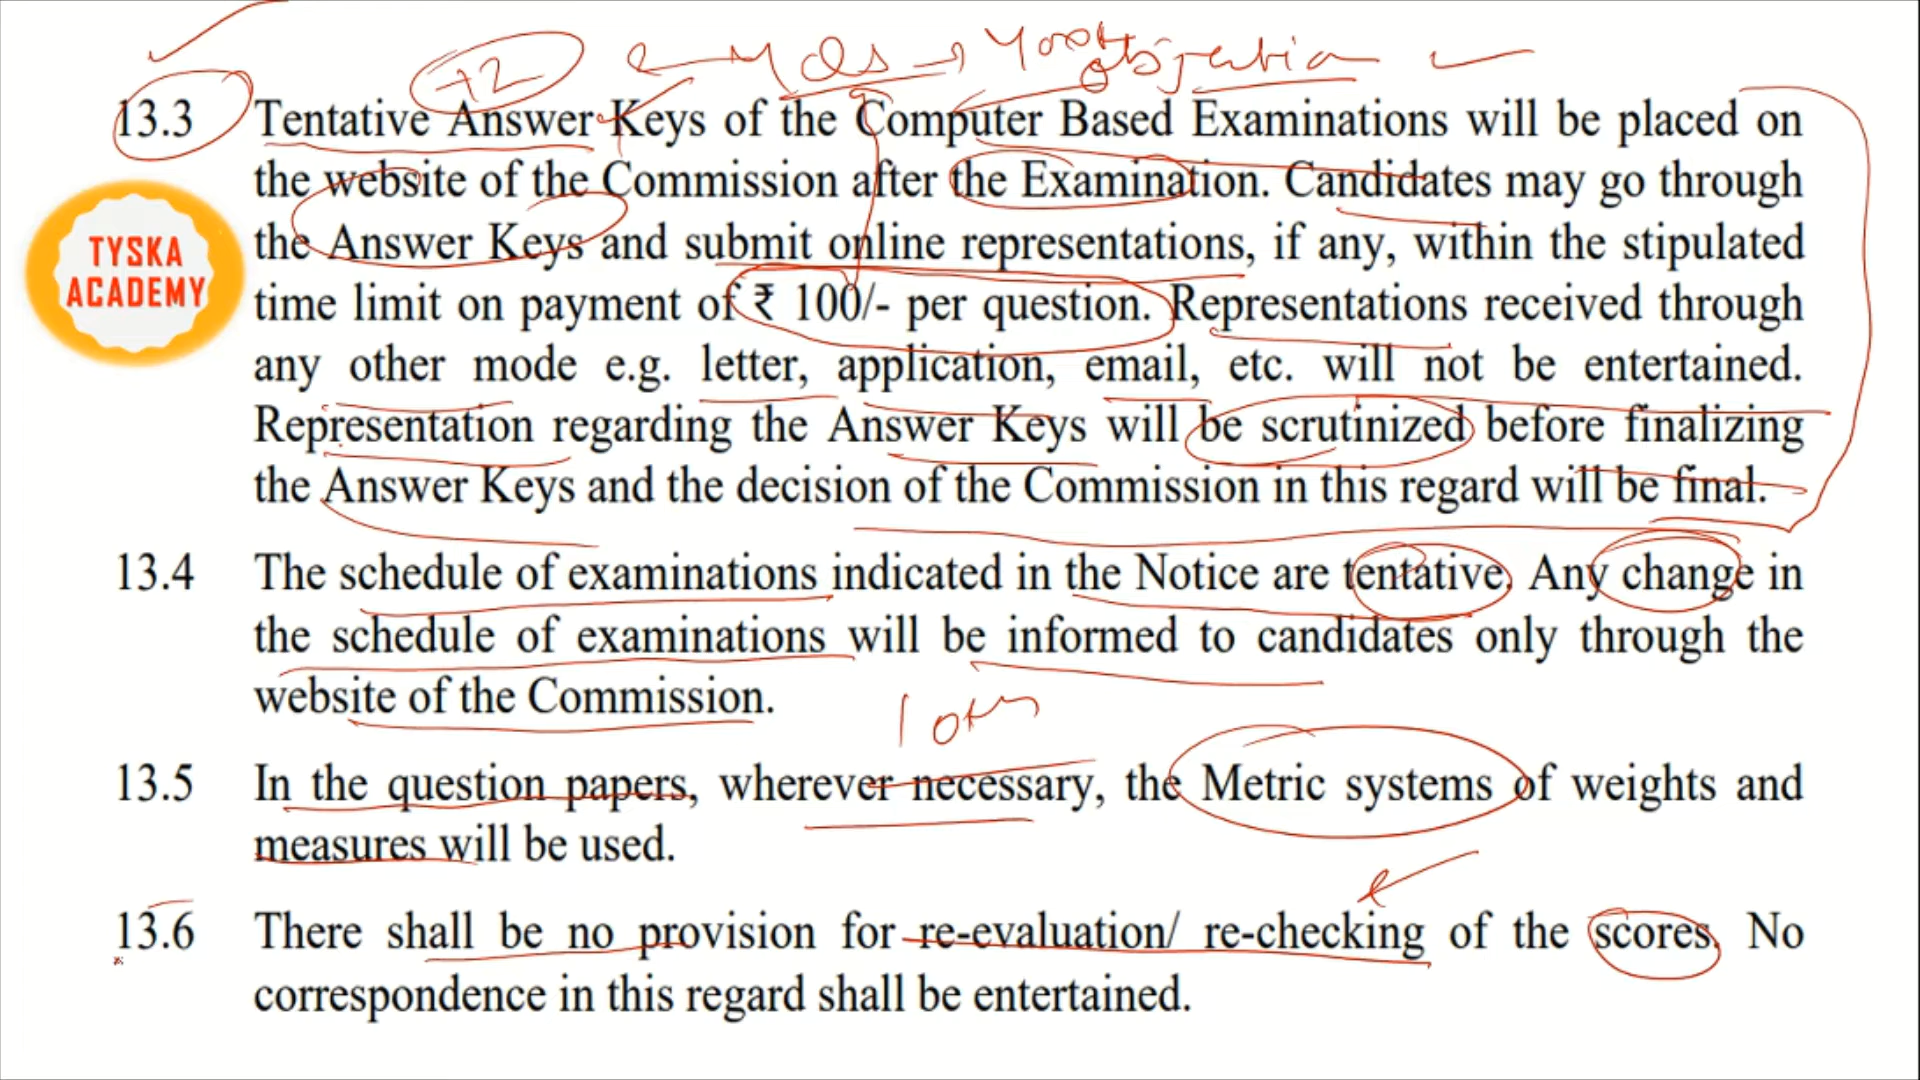 +2
13.3 Tentative Answer Keys of the Computer Based Examinations will be placed on
the website of the Commission after the Examination. Candidates may go through
the Answer Keys and submit online representations, if any, within the stipulated
time limit on payment of ₹ 100/- per question. Representations received through
any other mode e.g. letter, application, email, etc. will not be entertained.
Representation regarding the Answer Keys will be scrutinized before finalizing
the Answer Keys and the decision of the Commission in this regard will be final.
TYSKA
ACADEMY
13.4 The schedule of examinations indicated in the Notice are tentative. Any change in
the schedule of examinations will be informed to candidates only through the
website of the Commission.
13.5 In the question papers, wherever necessary, the Metric systems of weights and
measures will be used.
13.6 There shall be no provision for re-evaluation/ re-checking of the scores. No
correspondence in this regard shall be entertained.